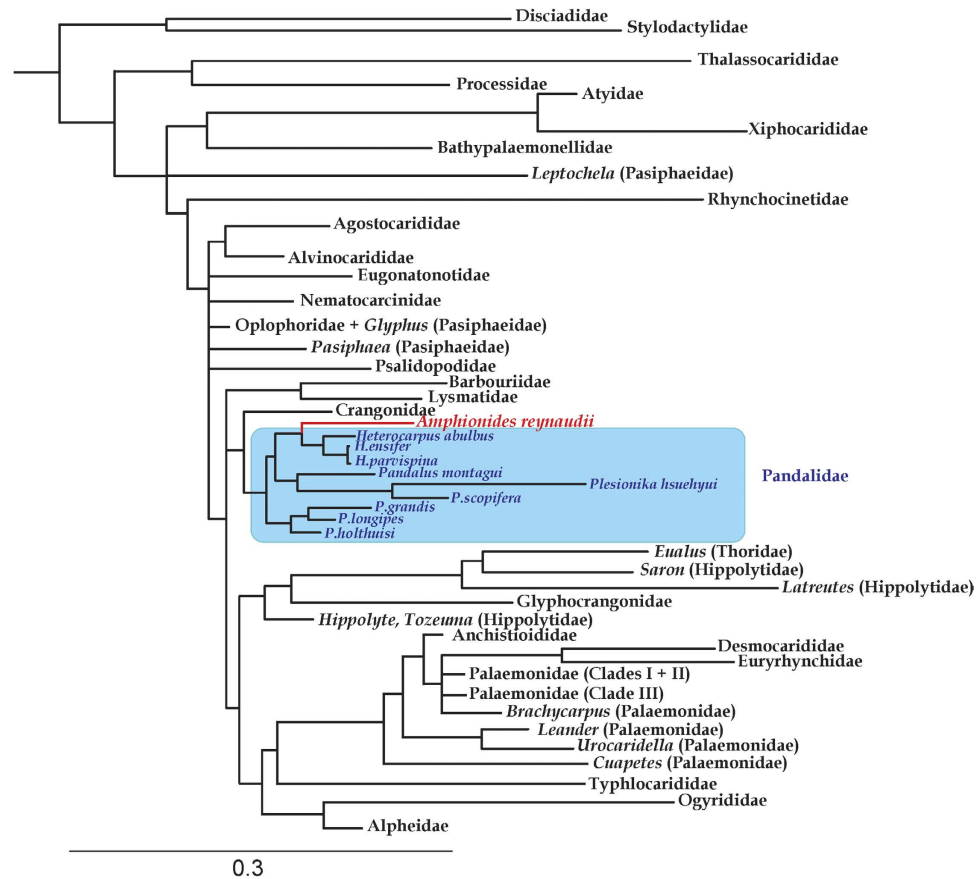 Disciadidae
Stylodactylidae
Thalassocarididae
Processidae
Atyidae
Xiphocarididae
Bathypalaemonellidae
Leptochela (Pasiphaeidae)
Rhynchocinetidae
Agostocarididae
Alvinocarididae
Eugonatonotidae
Nematocarcinidae
Oplophoridae + Glyphus (Pasiphaeidae)
Pasiphaea (Pasiphaeidae)
Psalidopodidae
Barbouriidae
Lysmatidae
Crangonidae
Amphionides reynaudii
Heterocarpus abulbus
H.ensifer
H.parvispina
Pandalus montagui
Pandalidae
Plesionika hsuehyui
P.scopifera
P.grandis
P.longipes
P.holthuisi
Eualus (Thoridae)
Saron (Hippolytidae)
Latreutes (Hippolytidae)
Glyphocrangonidae
Hippolyte, Tozeuma (Hippolytidae)
Anchistioididae
Desmocarididae
Euryrhynchidae
Palaemonidae (Clades I + II)
Palaemonidae (Clade III)
Brachycarpus (Palaemonidae)
Leander (Palaemonidae)
Urocaridella (Palaemonidae)
Cuapetes (Palaemonidae)
Typhlocarididae
Ogyrididae
Alpheidae
0.3